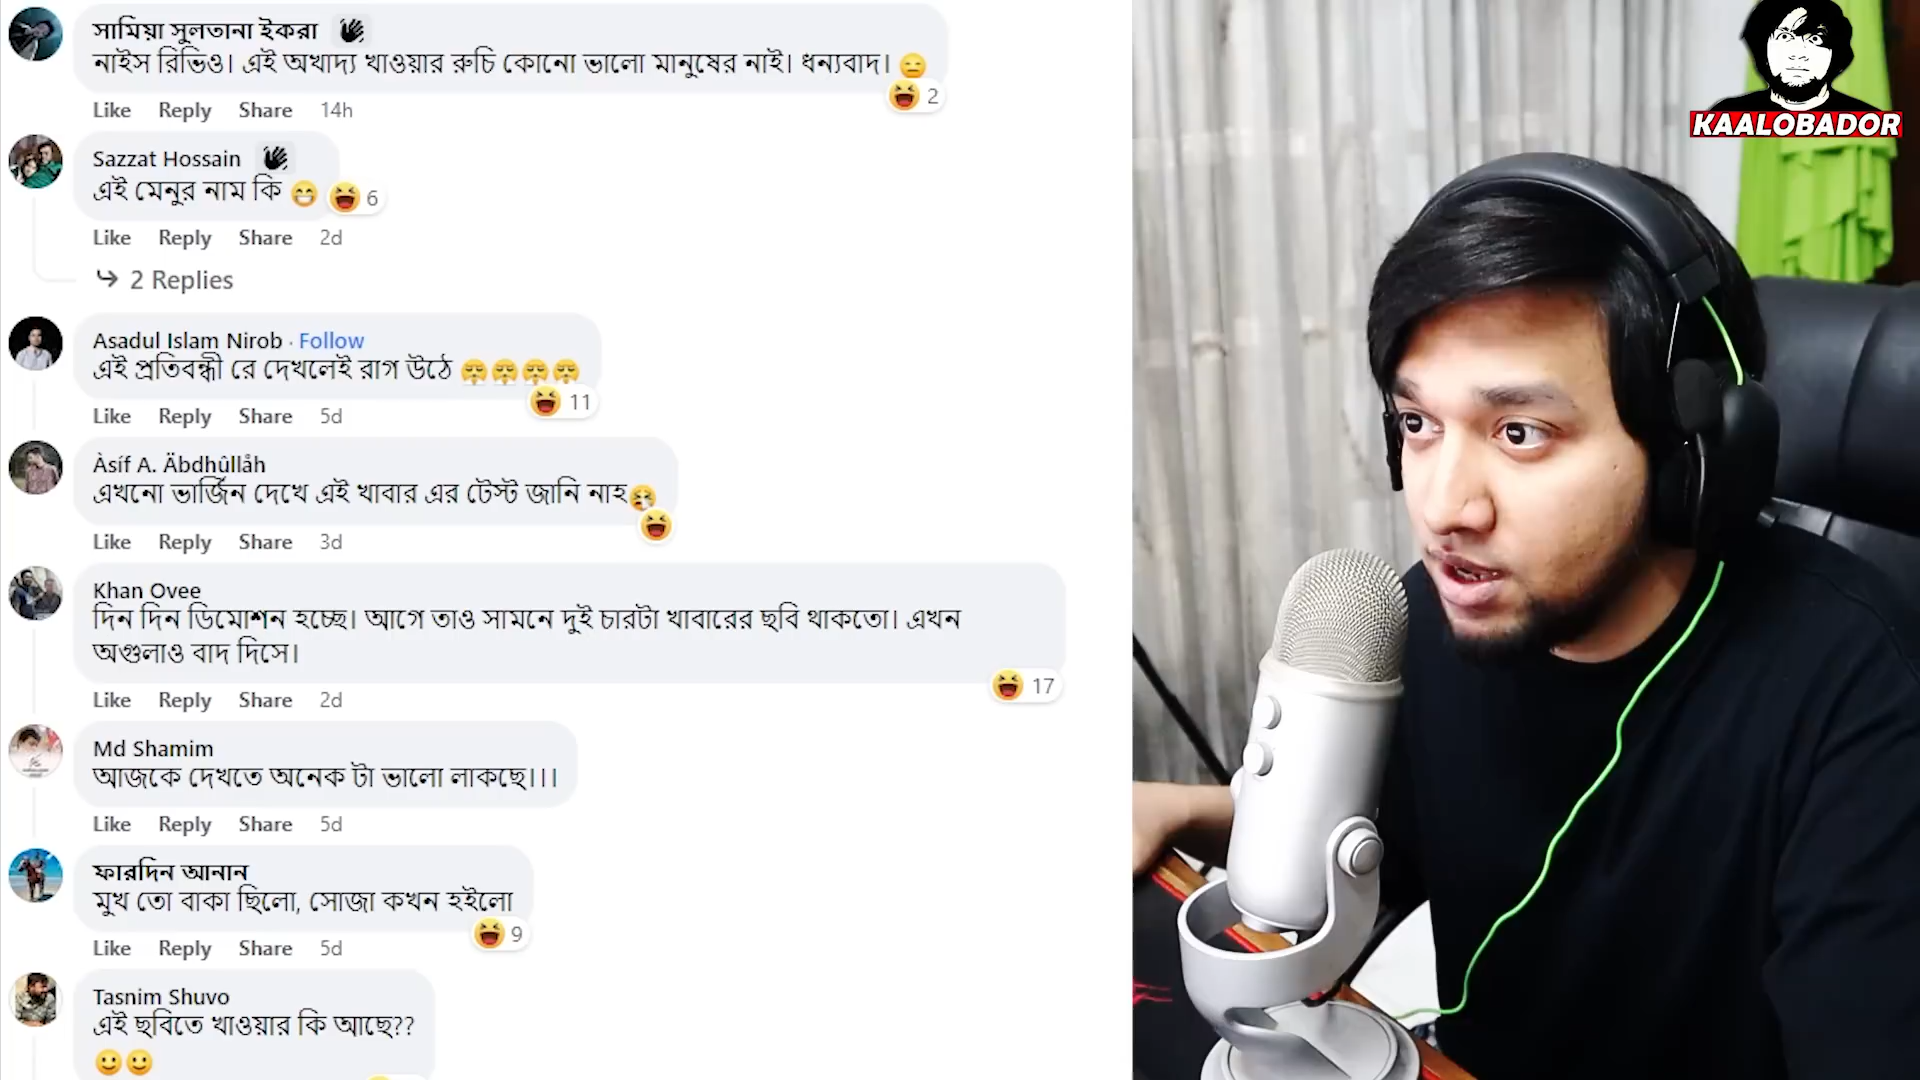 সামিয়া সুলতানা ইকরা
নাইস রিভিও। এই অখাদ্য খাওয়ার রুচি কোনো ভালো মানুষের নাই। ধন্যবাদ। 😑
2
Like Reply Share 14h
Sazzat Hossain
এই মেনুর নাম কি 😁
6
Like Reply Share 2d
2 Replies
Asadul Islam Nirob · Follow
এই প্রতিবন্ধী রে দেখলেই রাগ উঠে 😤😤😤😤
11
Like Reply Share 5d
Àsíf A. Äbdhûllåh
এখনো ভার্জিন দেখে এই খাবার এর টেস্ট জানি নাহ🤧
Like Reply Share 3d
Khan Ovee
দিন দিন ডিমোশন হচ্ছে। আগে তাও সামনে দুই চারটা খাবারের ছবি থাকতো। এখন
অগুলাও বাদ দিসে।
17
Like Reply Share 2d
Md Shamim
আজকে দেখতে অনেক টা ভালো লাকছে।।।
Like Reply Share 5d
ফারদিন আনান
মুখ তো বাকা ছিলো, সোজা কখন হইলো
9
Like Reply Share 5d
Tasnim Shuvo
এই ছবিতে খাওয়ার কি আছে??
🙂🙂
KAALOBADOR